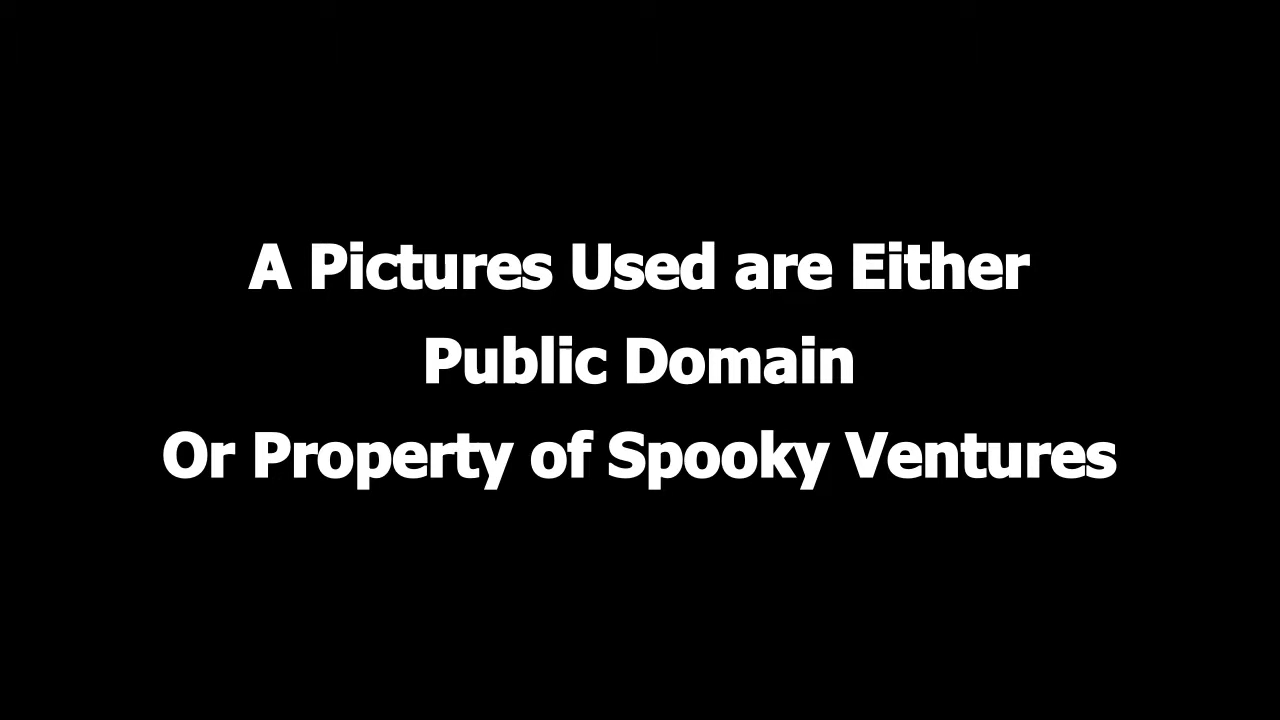 A Pictures Used are Either
Public Domain
Or Property of Spooky Ventures